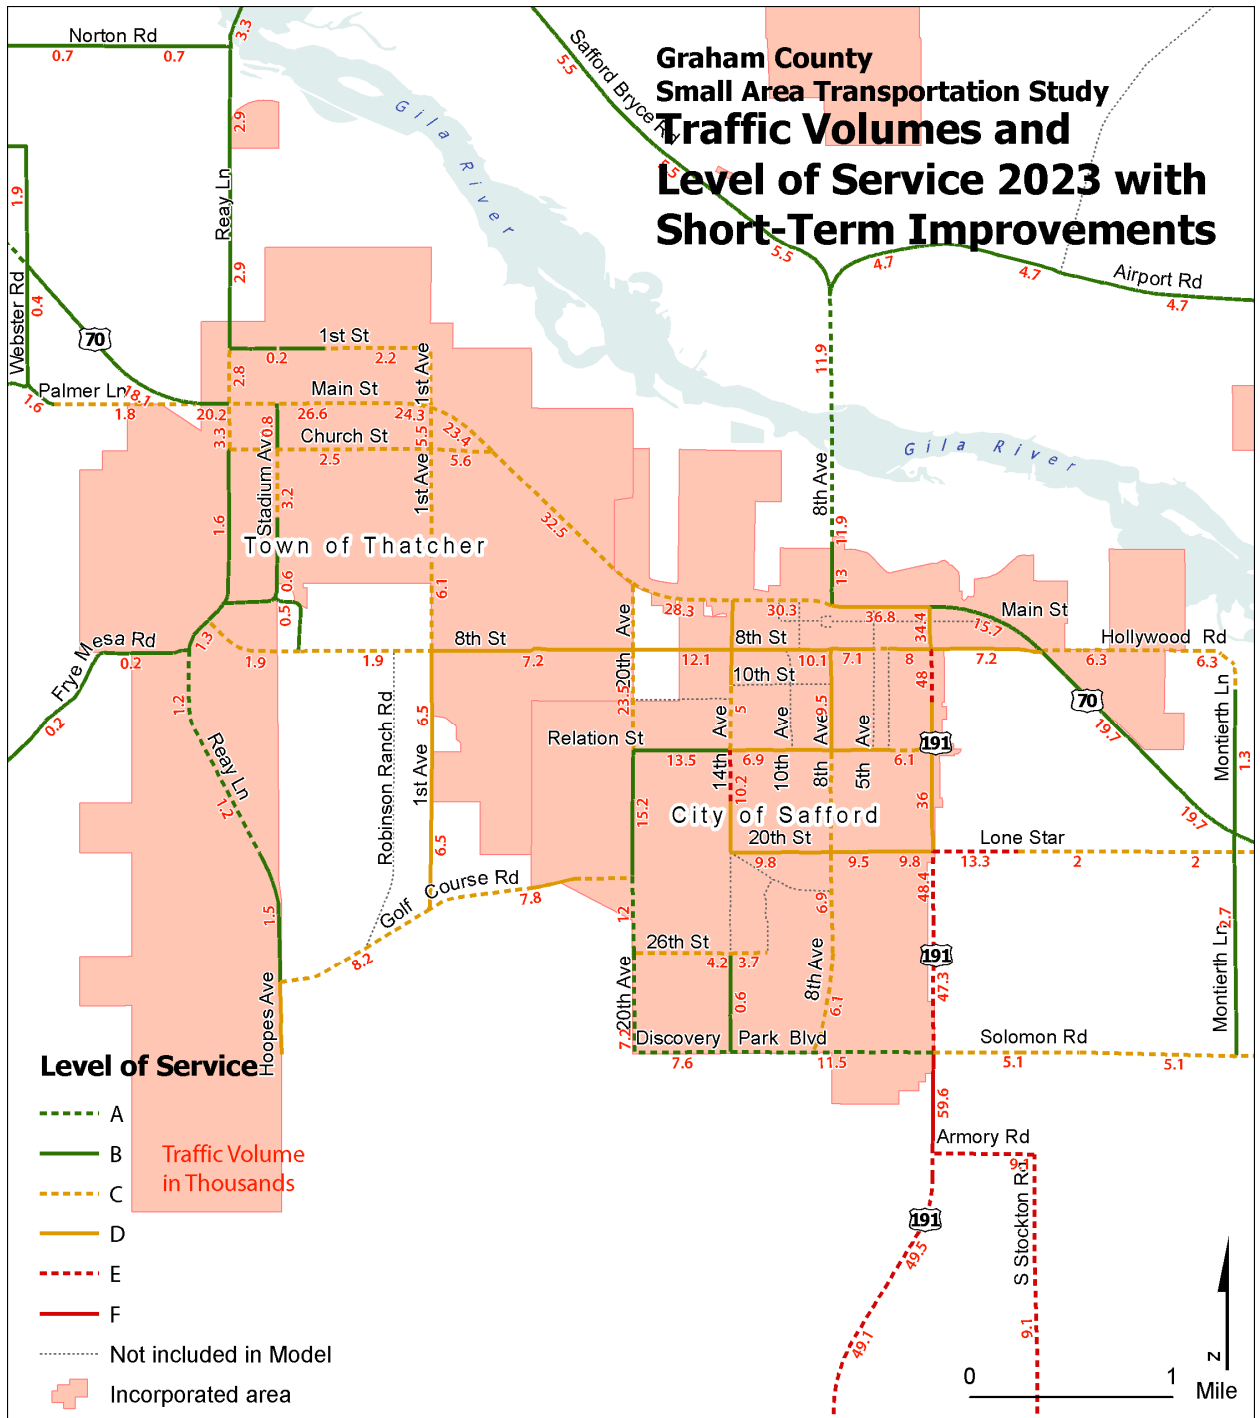 Norton Rd
0.7
0.7
3.3
Safford Bryce Rd
5.5
5.5
5.5
Graham County
Small Area Transportation Study
Traffic Volumes and
Level of Service 2023 with
Short-Term Improvements
2.9
Gila River
1.9
Reay Ln
2.9
4.7
4.7
Airport Rd
4.7
Webster Rd
0.4
70
11.9
1st St
0.2
2.2
1st Ave
2.8
Palmer Ln
18.1
1.6
1.8
20.2
Main St
26.6
24.3
3.3
0.8
Church St
5.5
23.4
2.5
5.6
Gila River
Stadium Av
3.2
1st Ave
8th Ave
1.6
32.5
11.9
Town of Thatcher
0.6
6.1
13
0.5
28.3
30.3
36.8
Main St
34.4
15.7
20th Ave
Frye Mesa Rd
0.2
1.3
1.9
1.9
8th St
7.2
12.1
8th St
10.1
7.1
8
7.2
Hollywood Rd
6.3
6.3
0.2
1.2
10th St
48
23.5
5
9.5
70
19.7
Montierth Ln
Robinson Ranch Rd
6.5
Relation St
14th Ave
10th Ave
8th Ave
5th Ave
191
Reay Ln
1st Ave
13.5
6.9
6.1
1.3
1.2
15.2
10.2
36
City of Safford
19.7
6.5
20th St
9.8
9.5
9.8
Lone Star
13.3
2
2
Golf Course Rd
7.8
1.5
12
6.9
48.4
2.7
26th St
8.2
4.2
3.7
191
47.3
Hoopes Ave
20th Ave
0.6
8th Ave
6.1
Montierth Ln
7.2
Discovery Park Blvd
7.6
11.5
Solomon Rd
5.1
5.1
Level of Service
A
B
C
D
E
F
Not included in Model
Incorporated area
Traffic Volume
in Thousands
59.6
Armory Rd
9.1
S Stockton Rd
191
49.5
49.1
9.1
N
0
1
Mile